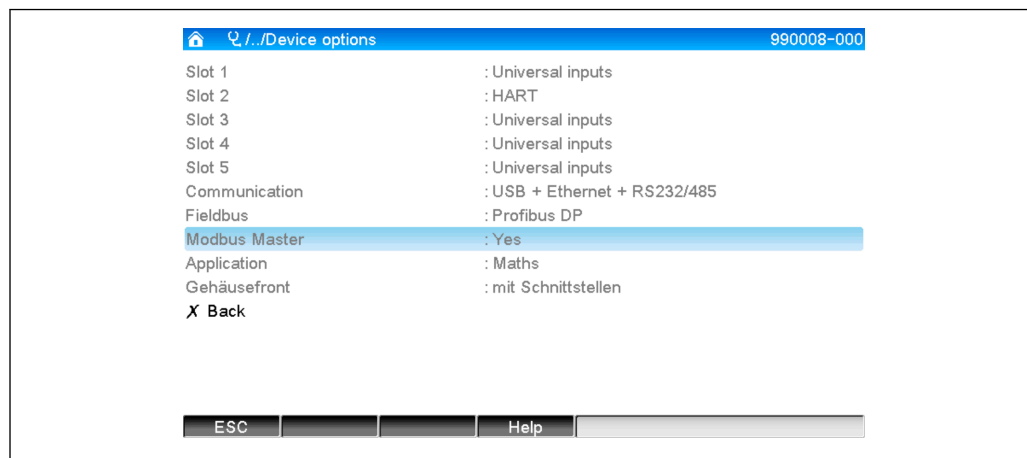 /../Device options 990008-000
Slot 1 : Universal inputs
Slot 2 : HART
Slot 3 : Universal inputs
Slot 4 : Universal inputs
Slot 5 : Universal inputs
Communication : USB + Ethernet + RS232/485
Fieldbus : Profibus DP
Modbus Master : Yes
Application : Maths
Gehäusefront : mit Schnittstellen
X Back
ESC Help